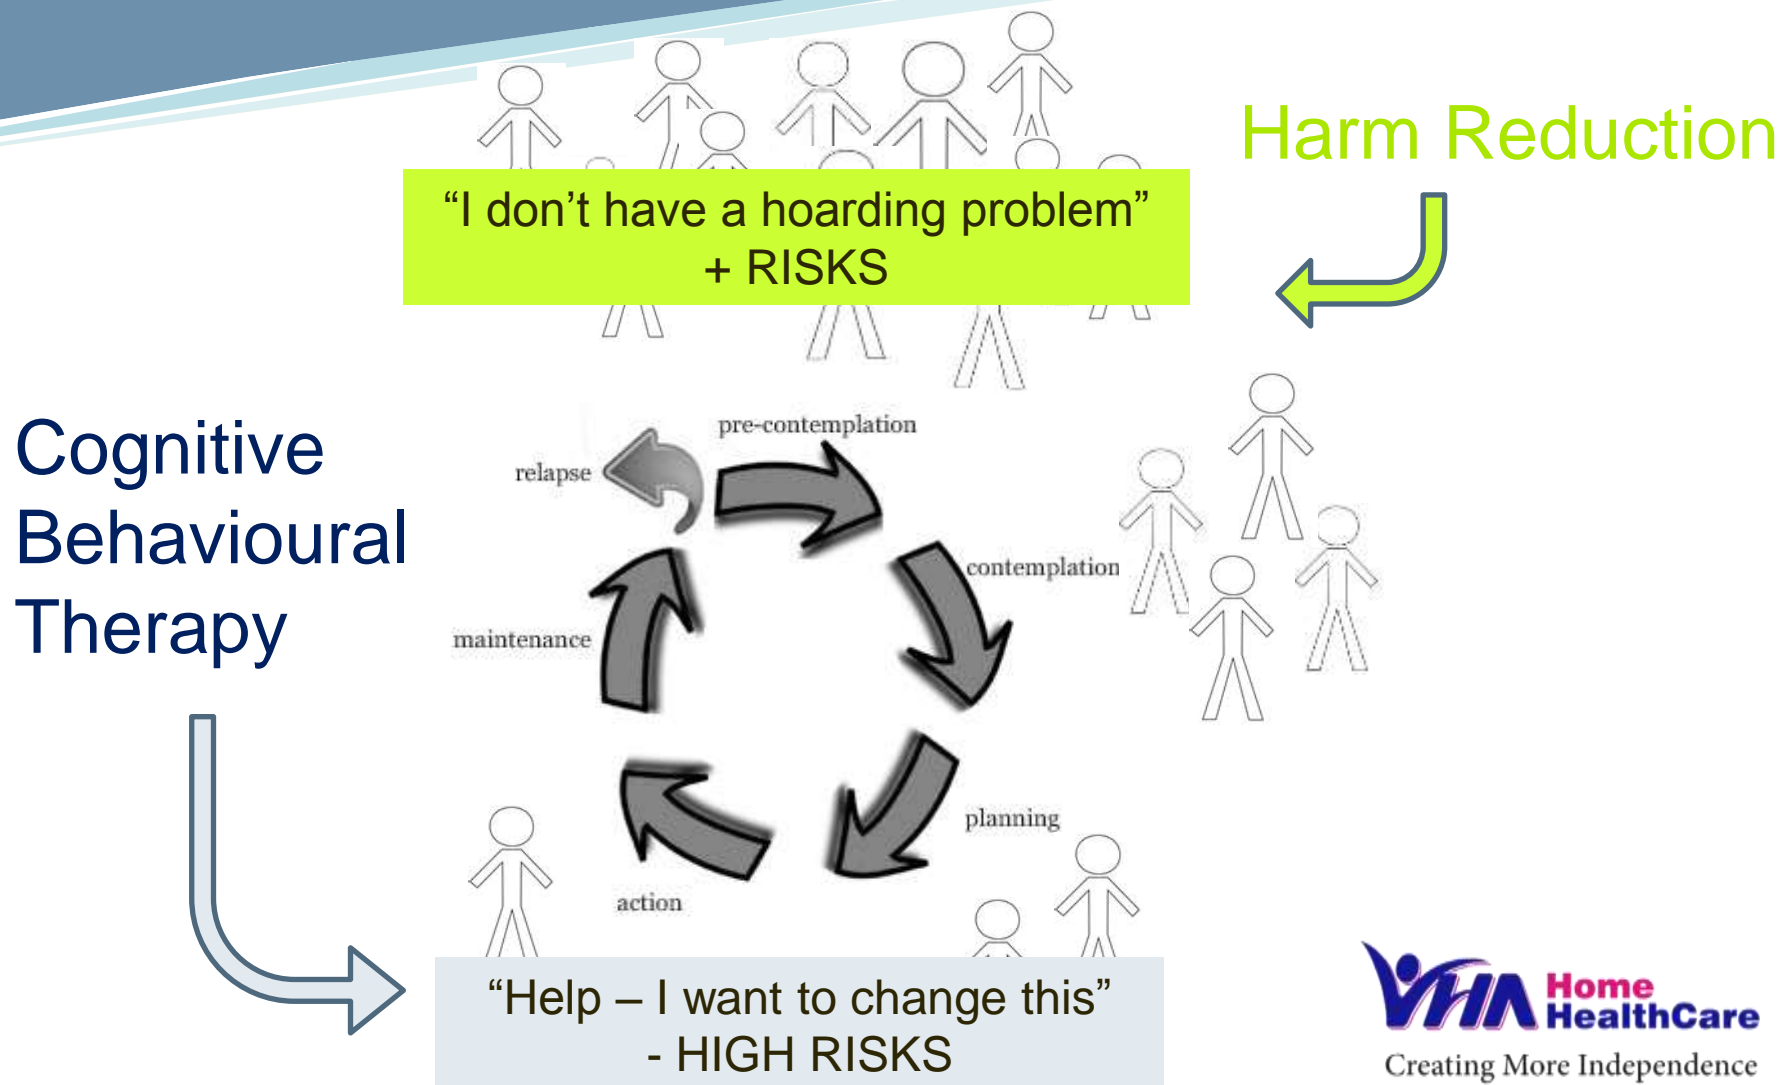 Harm Reduction
“I don’t have a hoarding problem”
+ RISKS
Cognitive
Behavioural
Therapy
pre-contemplation
relapse
contemplation
maintenance
planning
action
“Help – I want to change this”
- HIGH RISKS
VHA Home
HealthCare
Creating More Independence